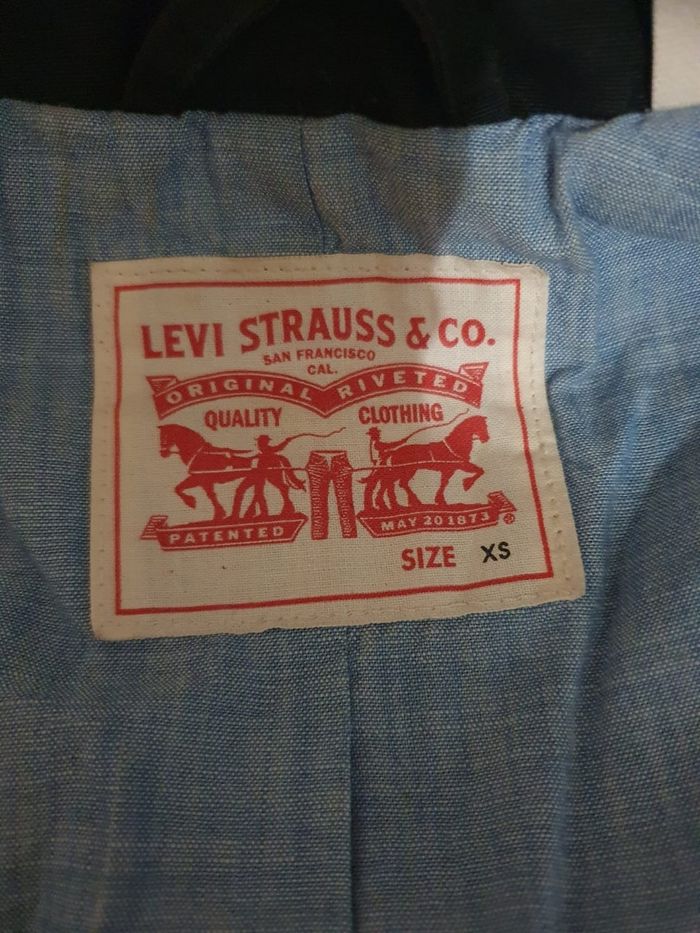 LEVI STRAUSS & CO.
SAN FRANCISCO
CAL.
ORIGINAL RIVETED
QUALITY CLOTHING
PATENTED MAY 20 1873 ®
SIZE XS